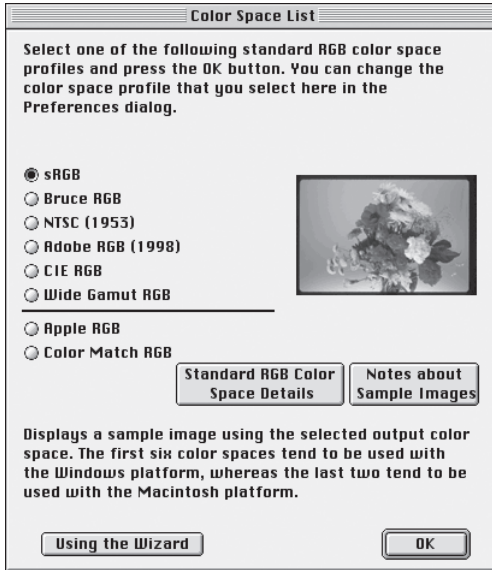 Color Space List
Select one of the following standard RGB color space
profiles and press the OK button. You can change the
color space profile that you select here in the
Preferences dialog.
sRGB
Bruce RGB
NTSC (1953)
Adobe RGB (1998)
CIE RGB
Wide Gamut RGB
Apple RGB
Color Match RGB
Standard RGB Color
Space Details
Notes about
Sample Images
Displays a sample image using the selected output color
space. The first six color spaces tend to be used with
the Windows platform, whereas the last two tend to be
used with the Macintosh platform.
Using the Wizard
OK